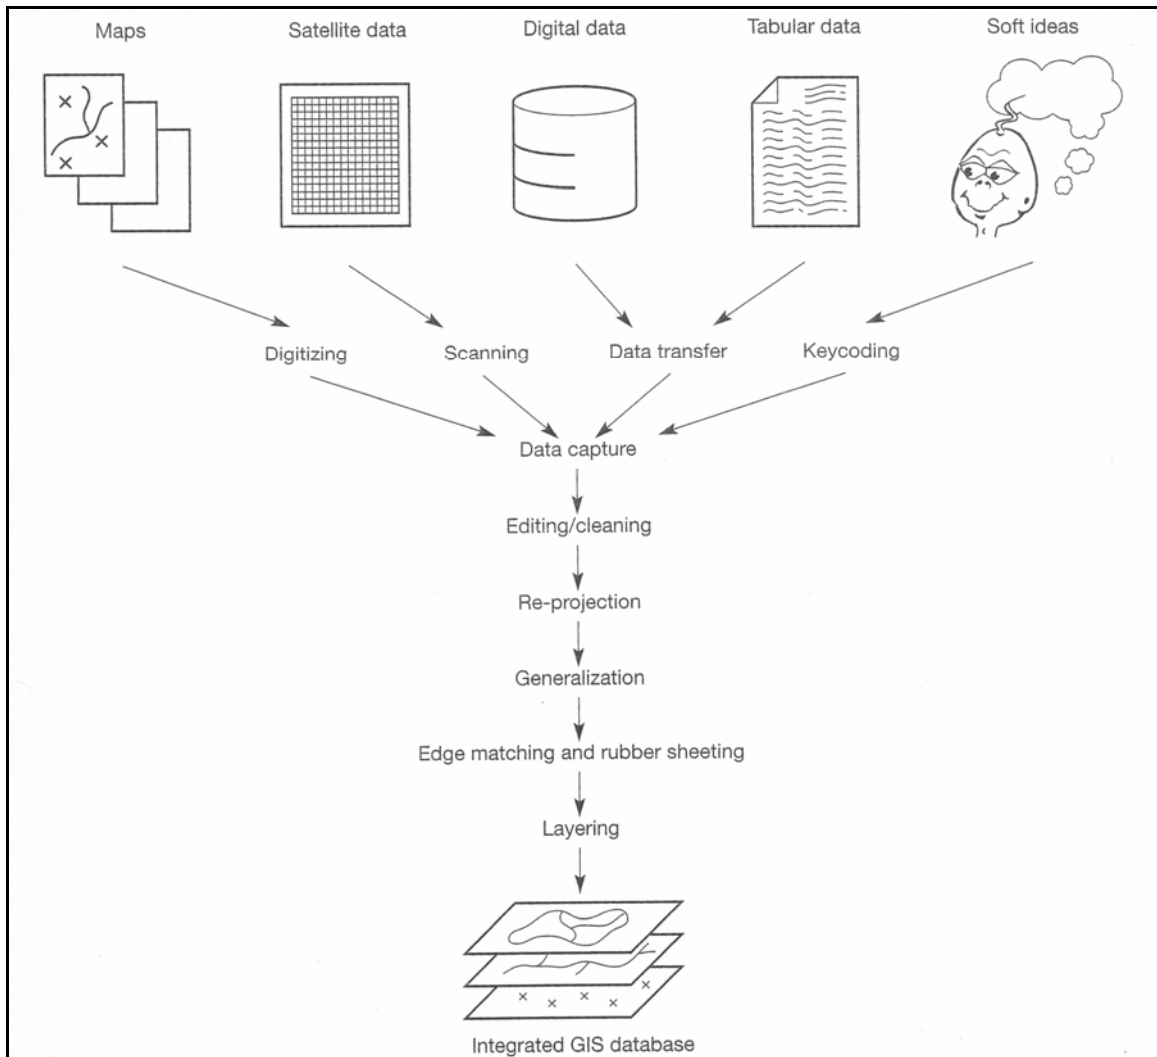 Maps
Satellite data
Digital data
Tabular data
Soft ideas
Digitizing
Scanning
Data transfer
Keycoding
Data capture
Editing/cleaning
Re-projection
Generalization
Edge matching and rubber sheeting
Layering
Integrated GIS database